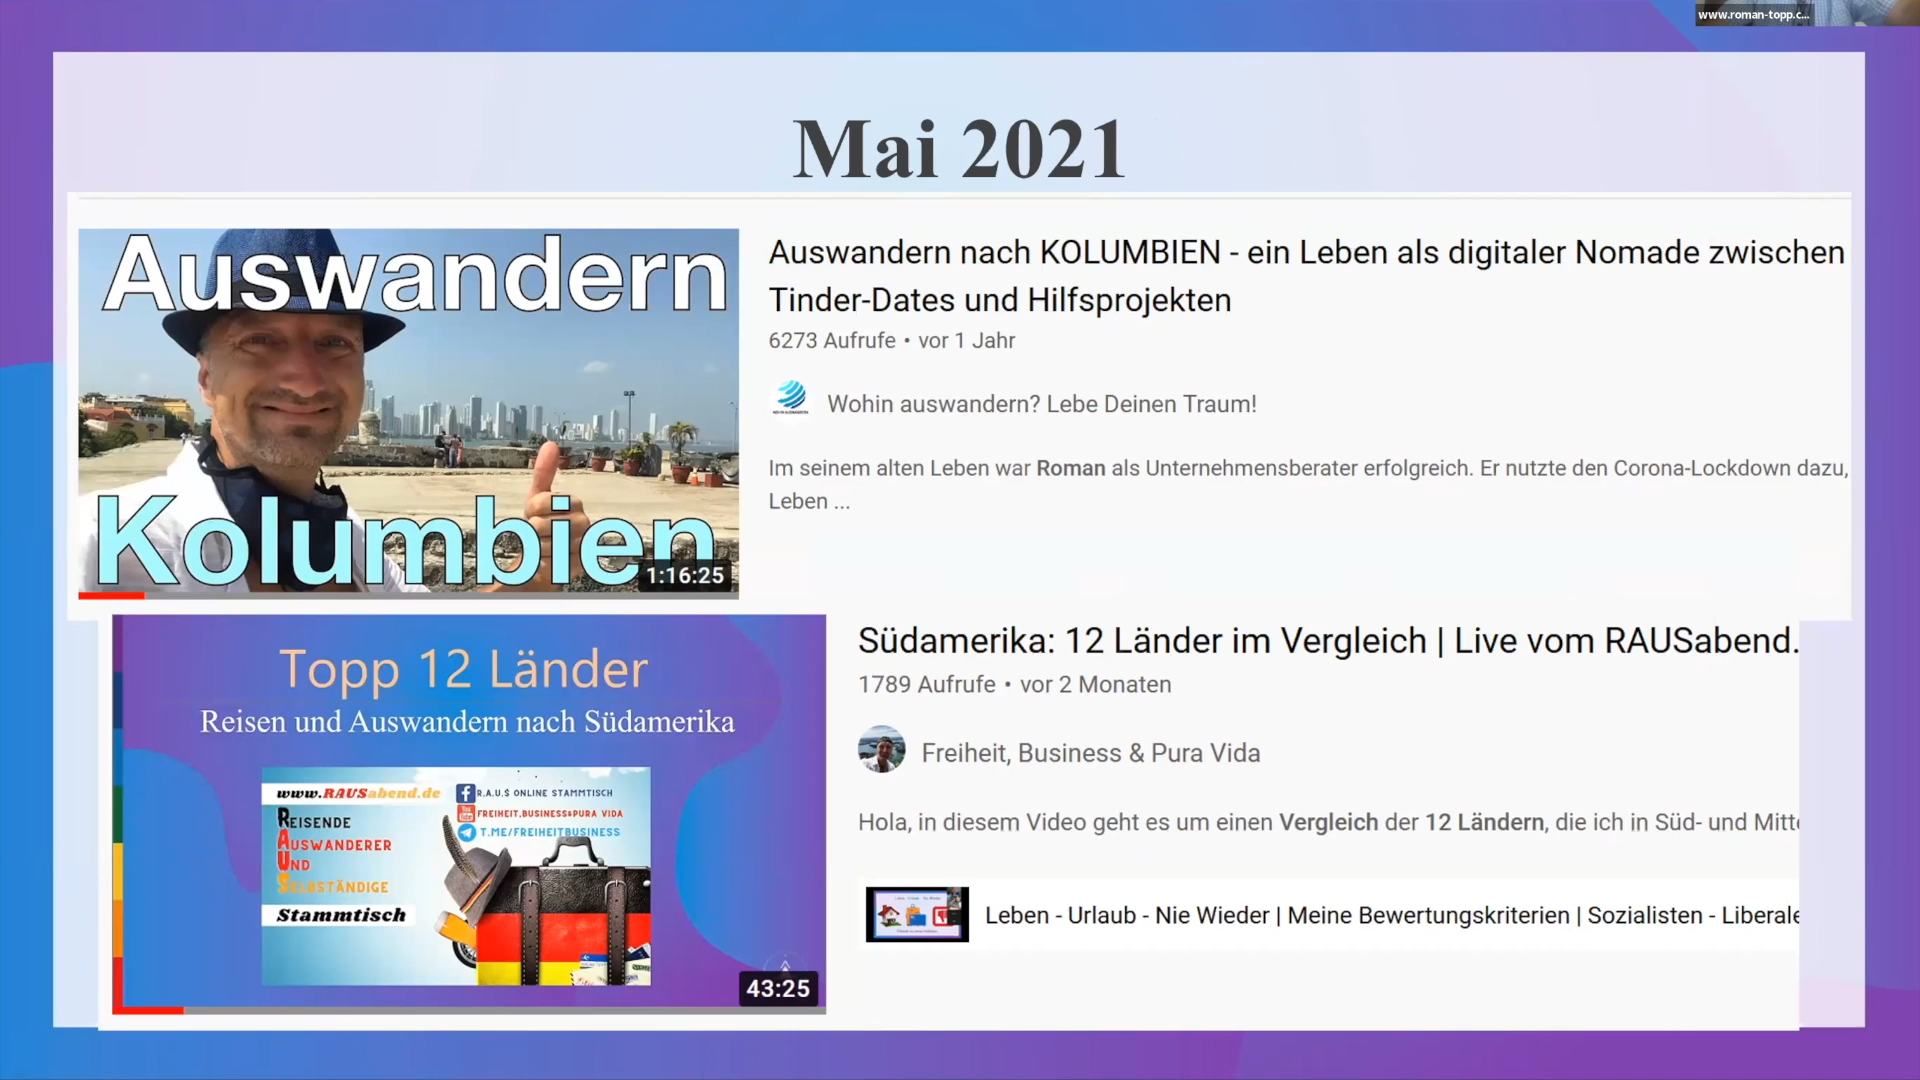 www.roman-topp.c...
Mai 2021
Auswandern
Kolumbien
1:16:25
Auswandern nach KOLUMBIEN - ein Leben als digitaler Nomade zwischen
Tinder-Dates und Hilfsprojekten
6273 Aufrufe • vor 1 Jahr
Wohin auswandern? Lebe Deinen Traum!
Im seinem alten Leben war Roman als Unternehmensberater erfolgreich. Er nutzte den Corona-Lockdown dazu,
Leben ...
Topp 12 Länder
Reisen und Auswandern nach Südamerika
www.RAUSabend.de
R.A.U.S ONLINE STAMMTISCH
FREIHEIT,BUSINESS&PURA VIDA
T.ME/FREIHEITBUSINESS
REISENDE
AUSWANDERER
UND
SELBSTÄNDIGE
Stammtisch
43:25
Südamerika: 12 Länder im Vergleich | Live vom RAUSabend.
1789 Aufrufe • vor 2 Monaten
Freiheit, Business & Pura Vida
Hola, in diesem Video geht es um einen Vergleich der 12 Ländern, die ich in Süd- und Mitte
Leben - Urlaub - Nie Wieder | Meine Bewertungskriterien | Sozialisten - Liberale